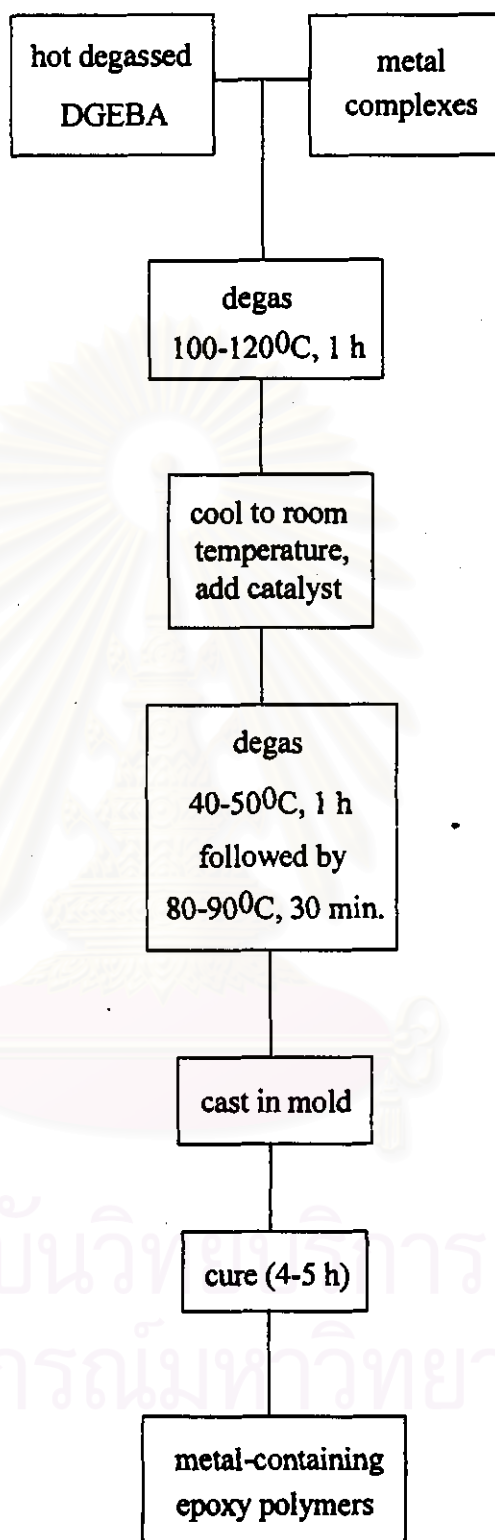 hot degassed
DGEBA
metal
complexes
degas
100-120⁰C, 1 h
cool to room
temperature,
add catalyst
degas
40-50⁰C, 1 h
followed by
80-90⁰C, 30 min.
cast in mold
cure (4-5 h)
metal-containing
epoxy polymers